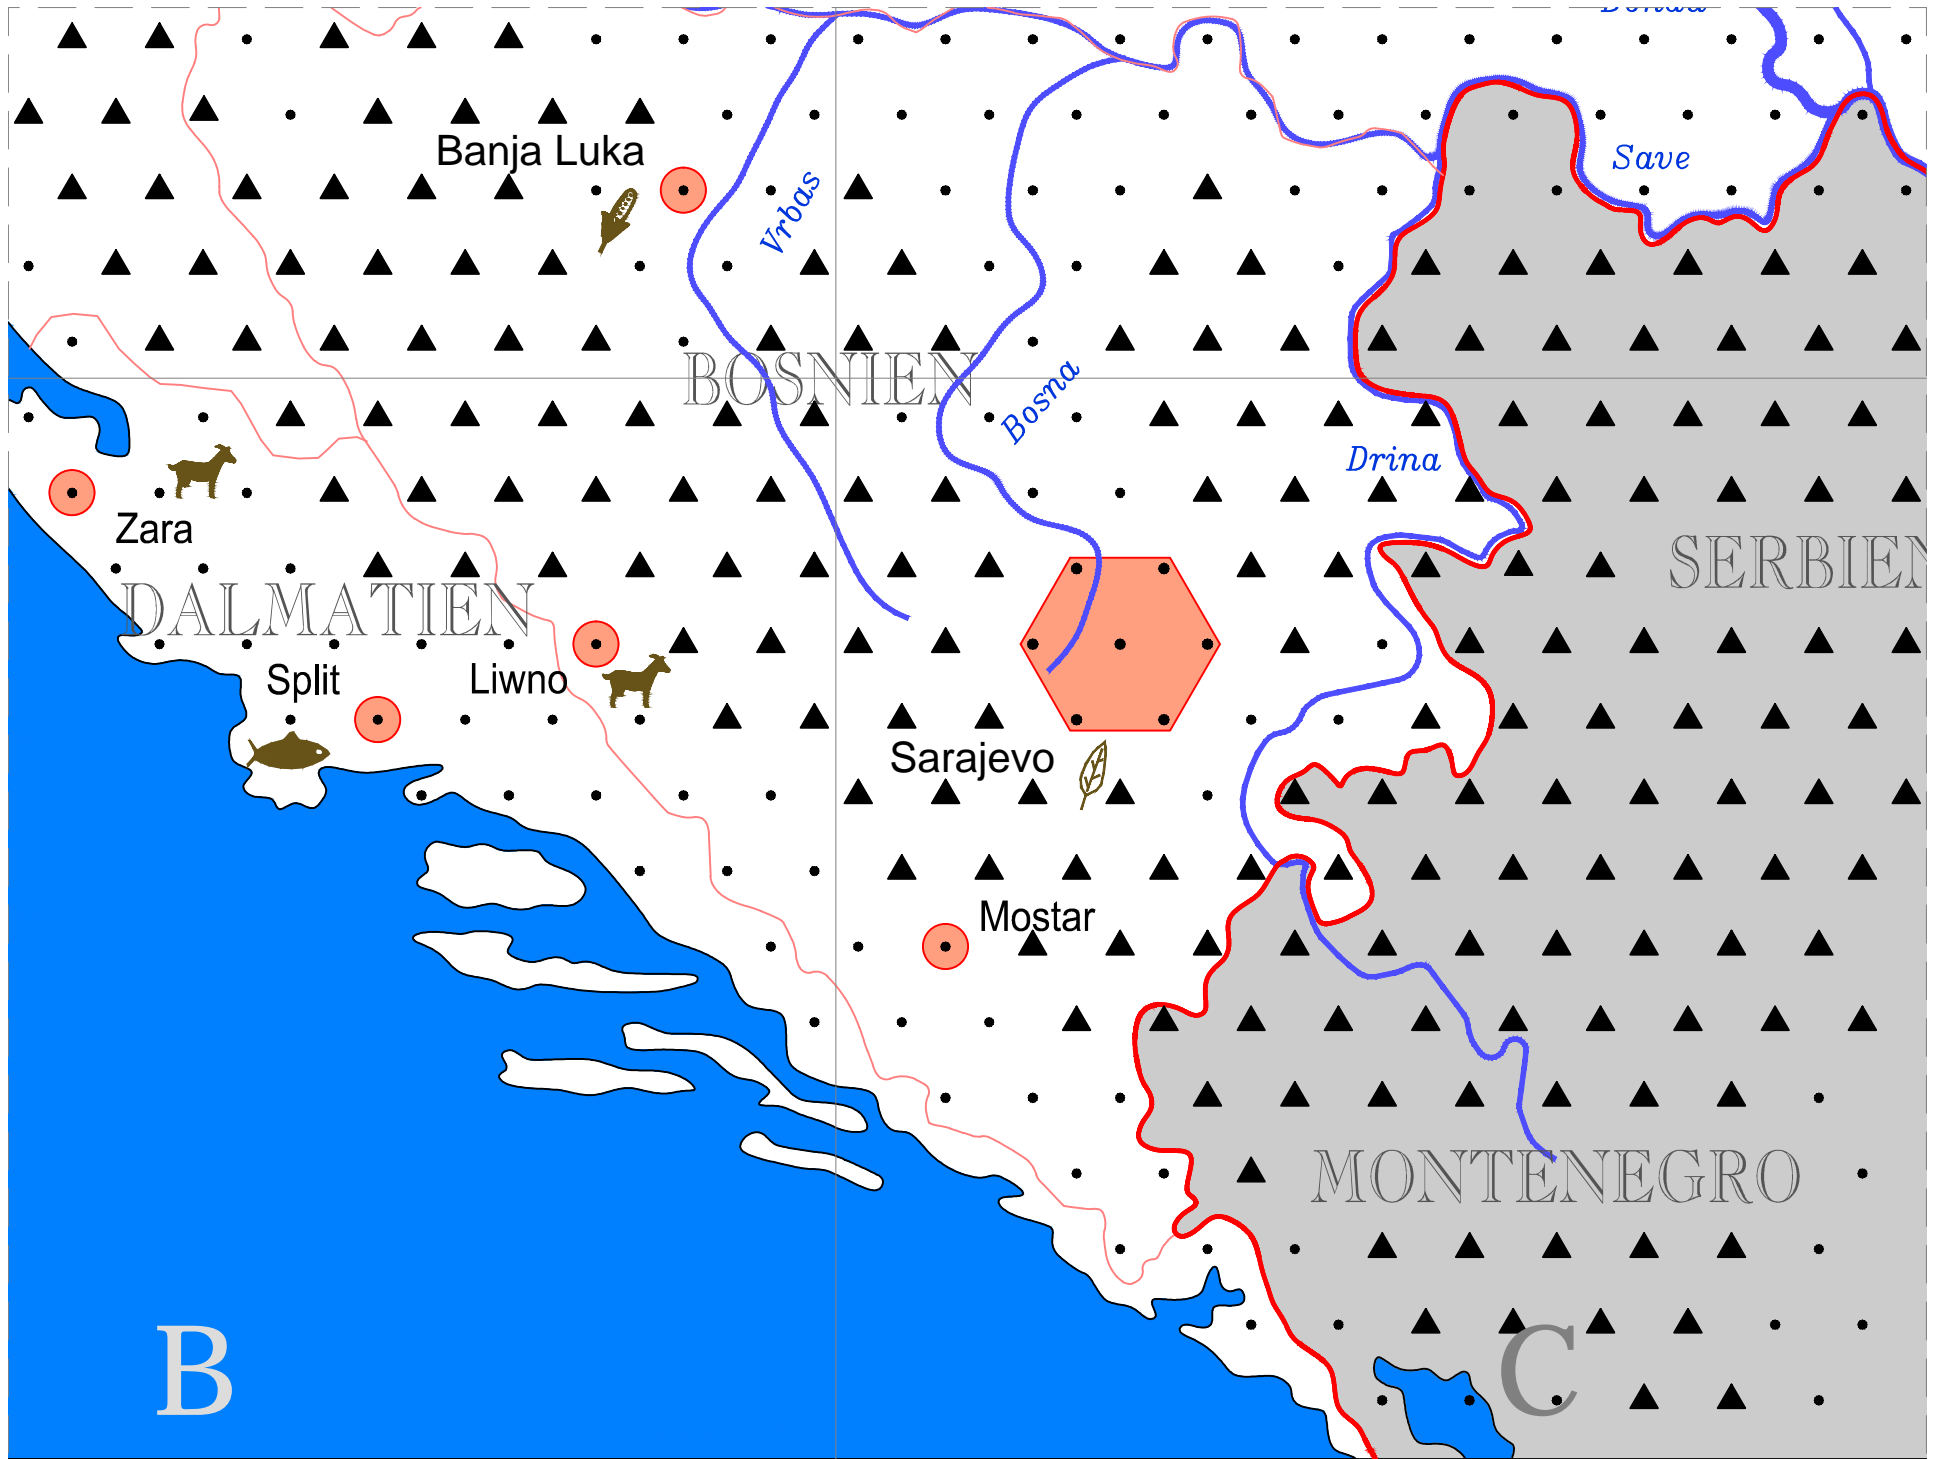 Banja Luka
Save
Vrbas
BOSNIEN
Bosna
Drina
Zara
SERBIEN
DALMATIEN
Split
Liwno
Sarajevo
Mostar
MONTENEGRO
B
C